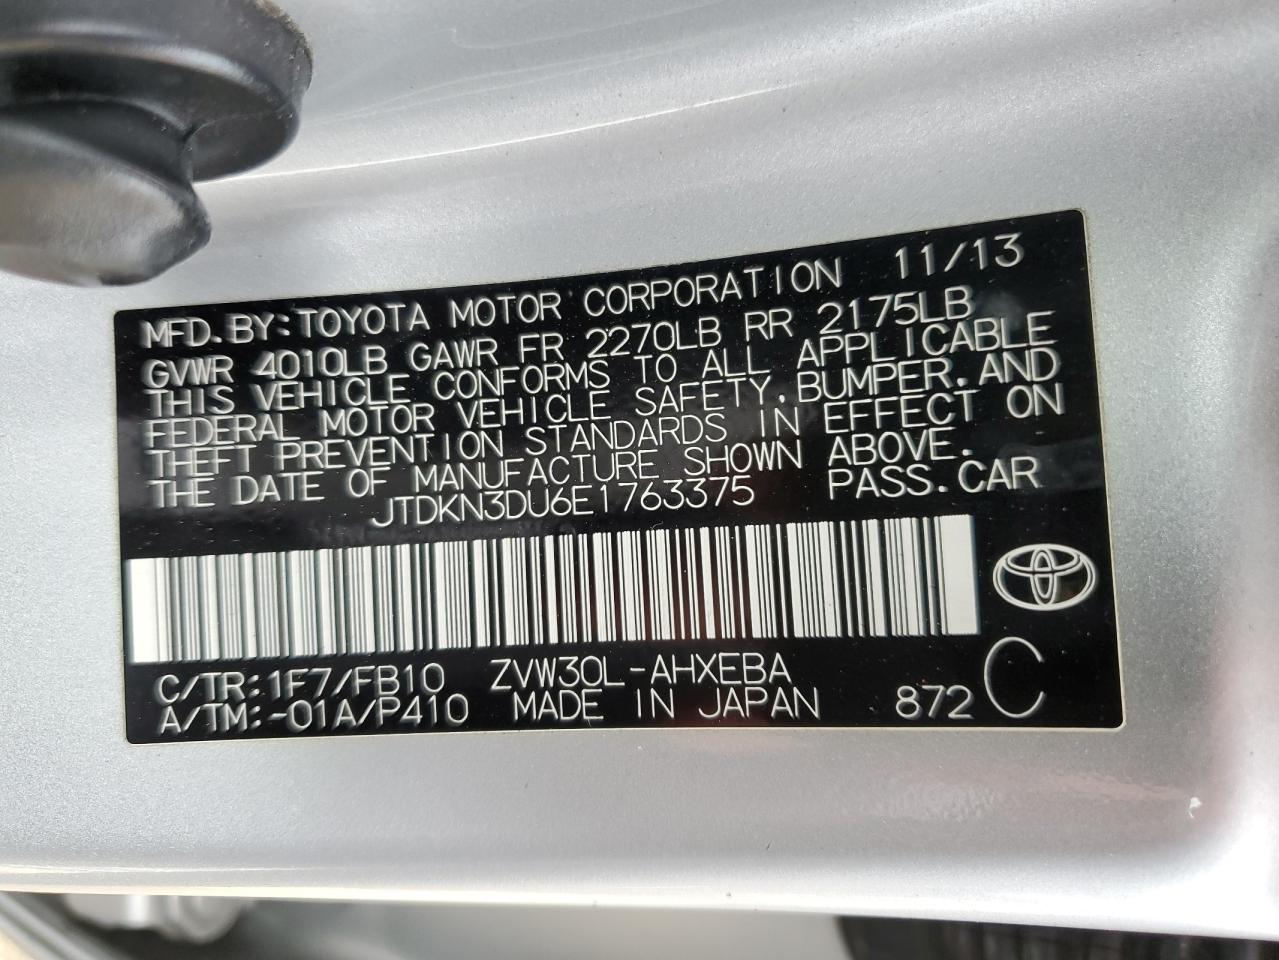 MFD. BY: TOYOTA MOTOR CORPORATION 11/13
GVWR 4010LB GAWR FR 2270LB RR 2175LB
THIS VEHICLE CONFORMS TO ALL APPLICABLE
FEDERAL MOTOR VEHICLE SAFETY, BUMPER, AND
THEFT PREVENTION STANDARDS IN EFFECT ON
THE DATE OF MANUFACTURE SHOWN ABOVE.
JTDKN3DU6E1763375 PASS. CAR
C/TR: 1F7/FB10 ZVW30L-AHXEBA
A/TM: -01A/P410 MADE IN JAPAN 872 C